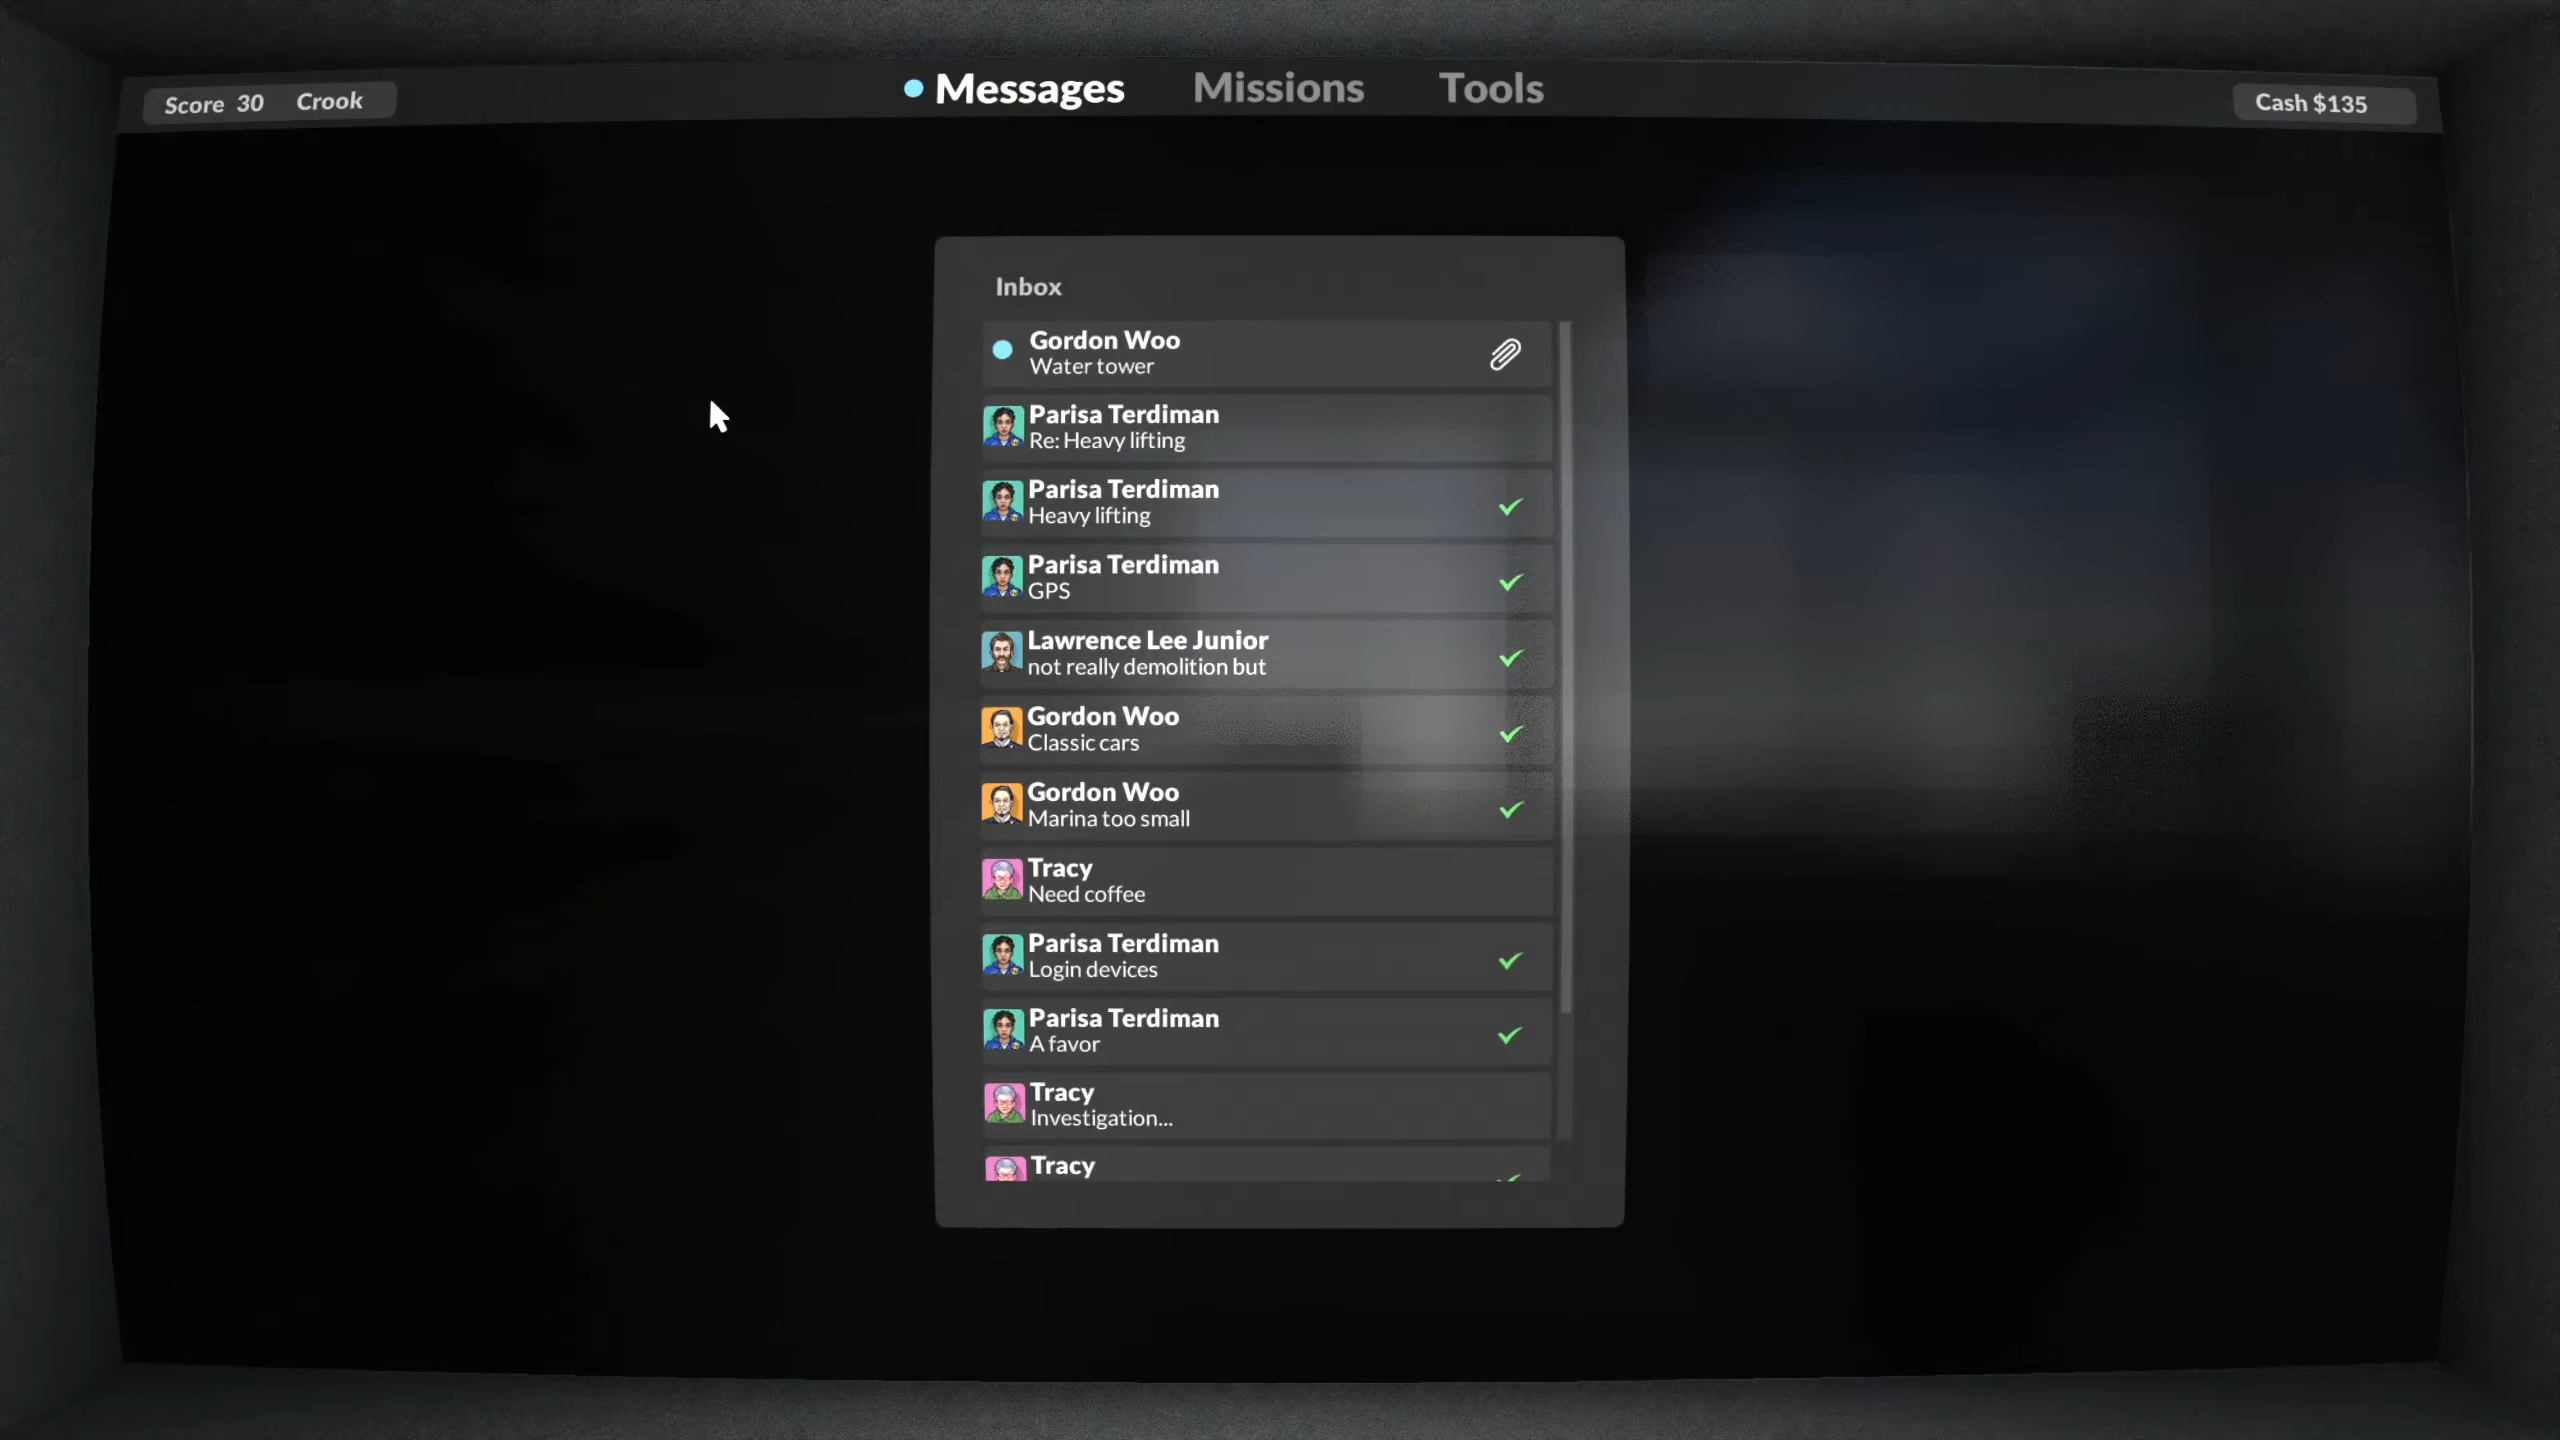 Score 30 Crook
Messages Missions Tools
Cash $135
Inbox
Gordon Woo
Water tower
Parisa Terdiman
Re: Heavy lifting
Parisa Terdiman
Heavy lifting
Parisa Terdiman
GPS
Lawrence Lee Junior
not really demolition but
Gordon Woo
Classic cars
Gordon Woo
Marina too small
Tracy
Need coffee
Parisa Terdiman
Login devices
Parisa Terdiman
A favor
Tracy
Investigation...
Tracy